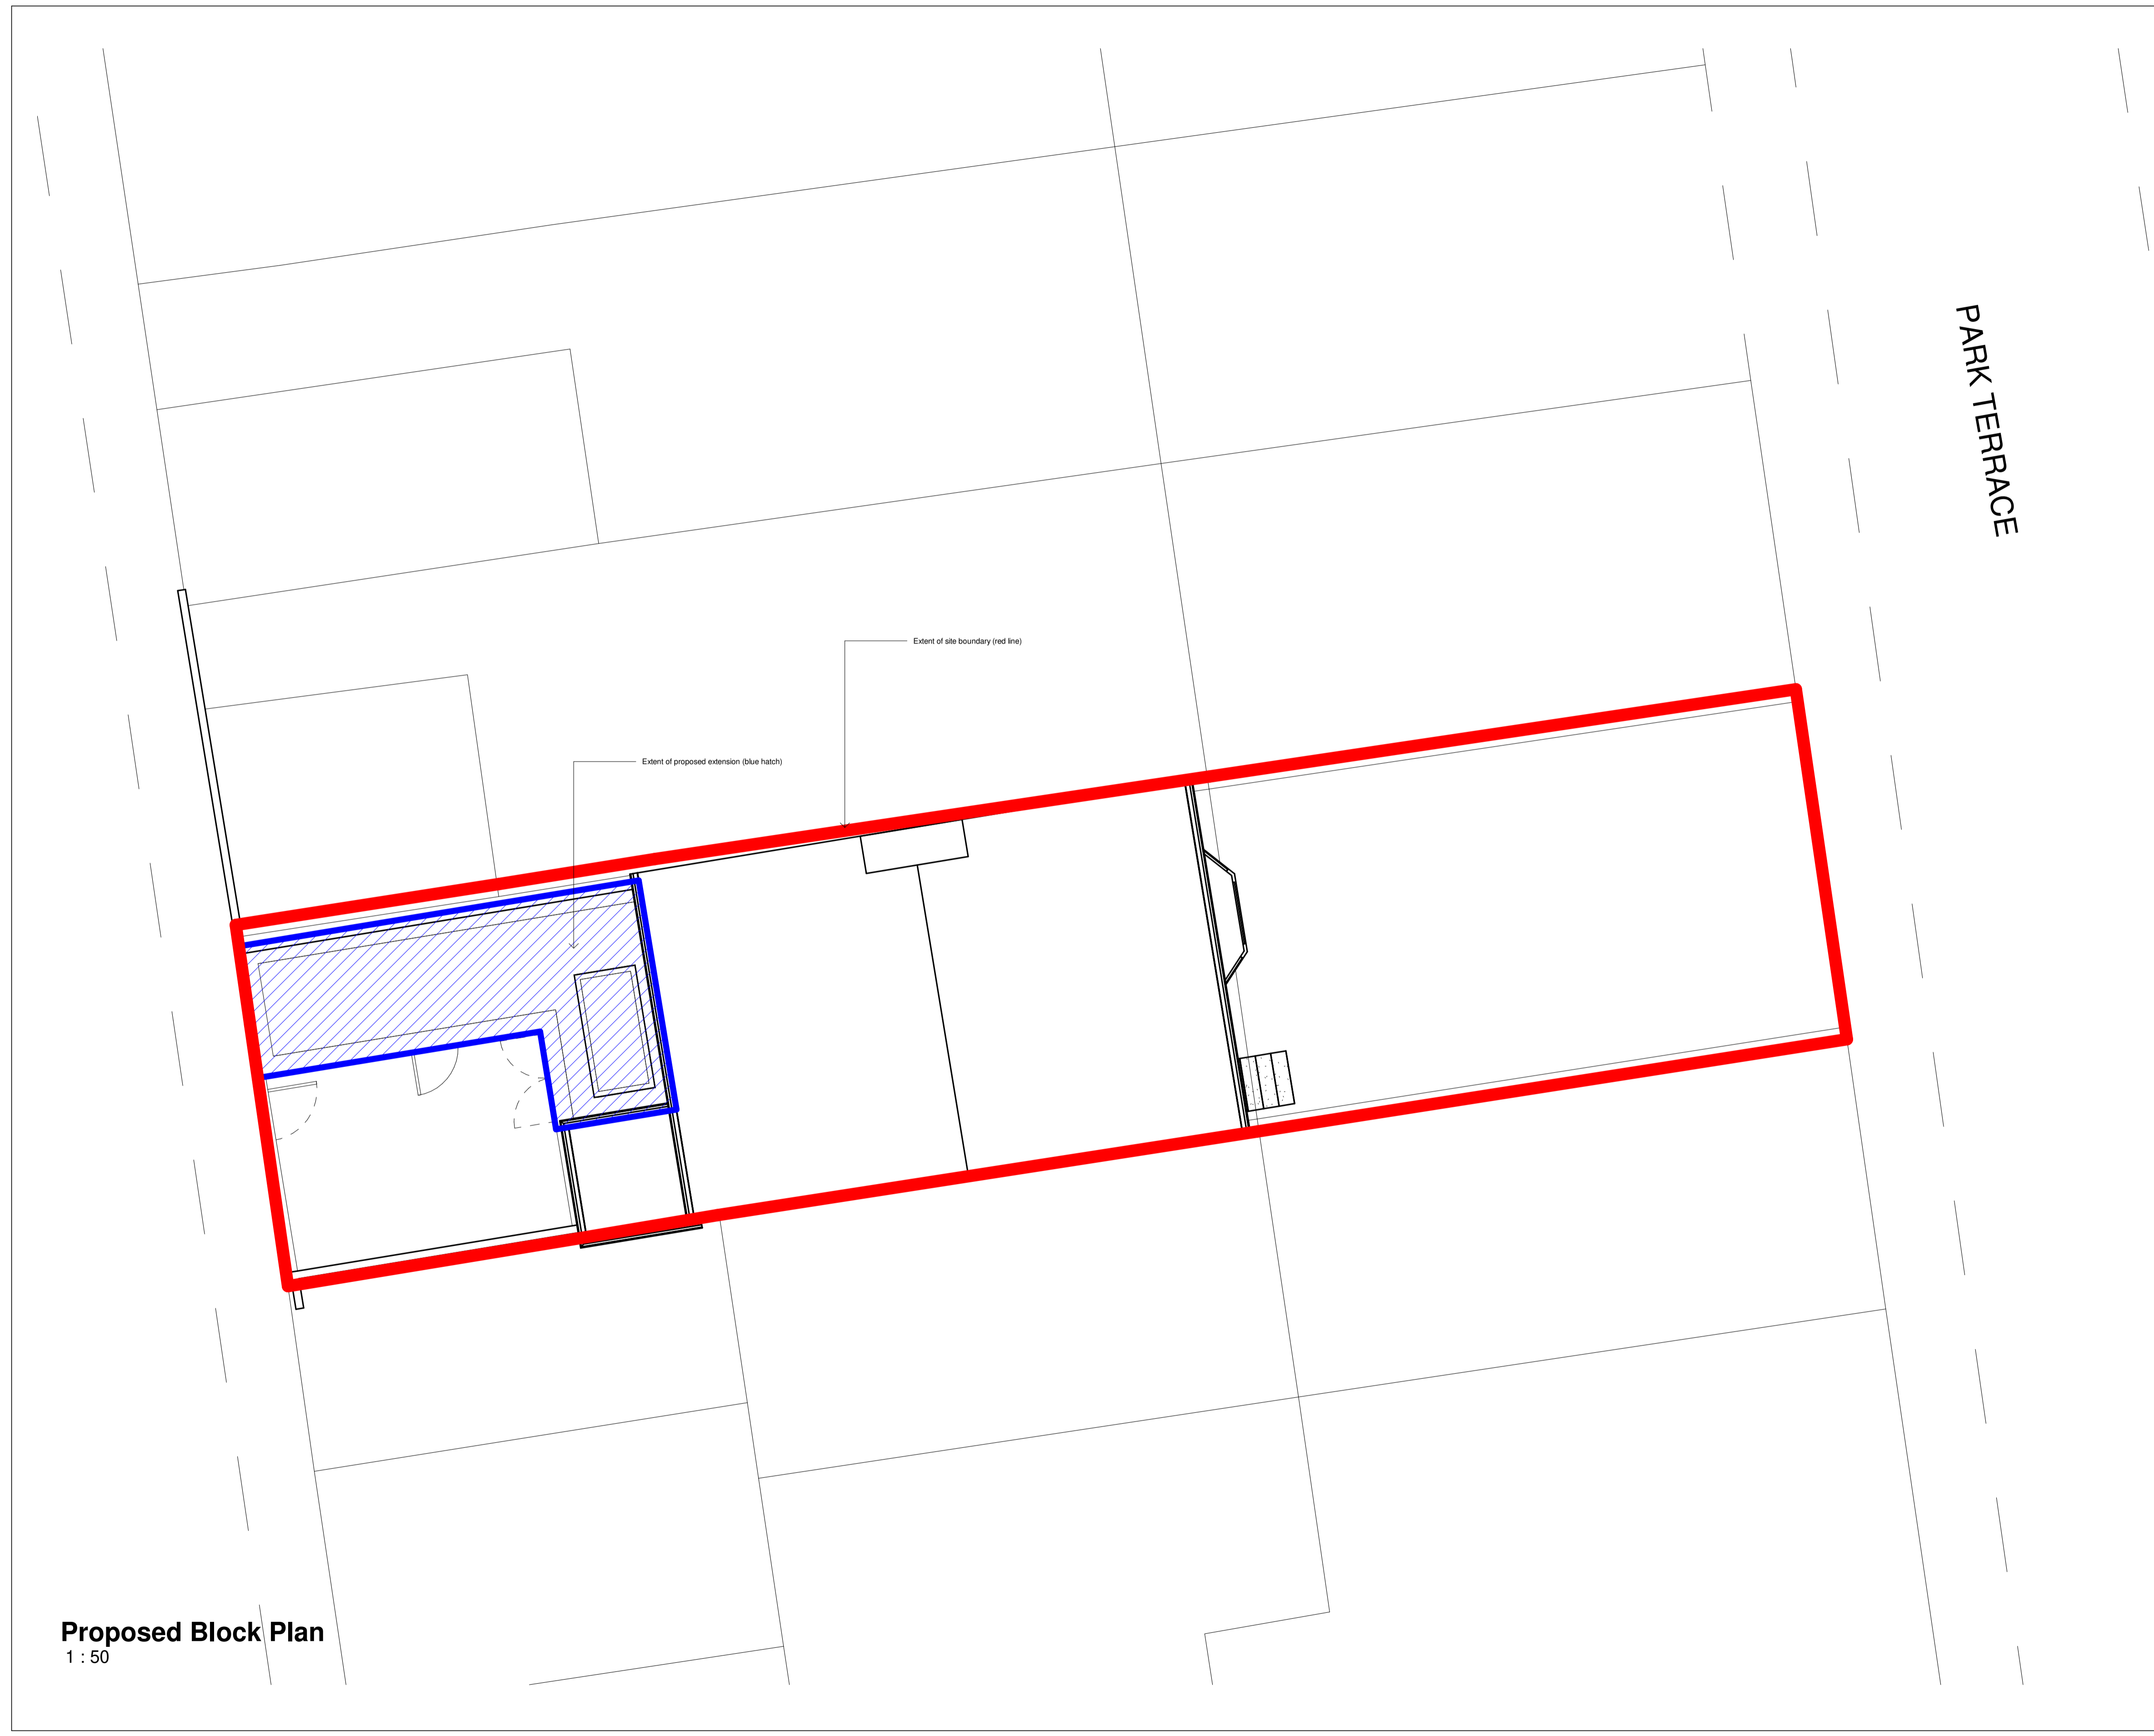 PARK TERRACE
Extent of site boundary (red line)
Extent of proposed extension (blue hatch)
Proposed Block Plan
1 : 50